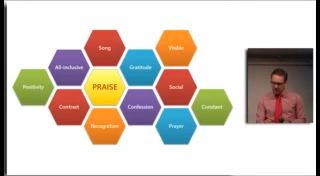 Song
Visible
All-inclusive
Gratitude
Positivity
PRAISE
Social
Contrast
Confession
Constant
Recognition
Prayer